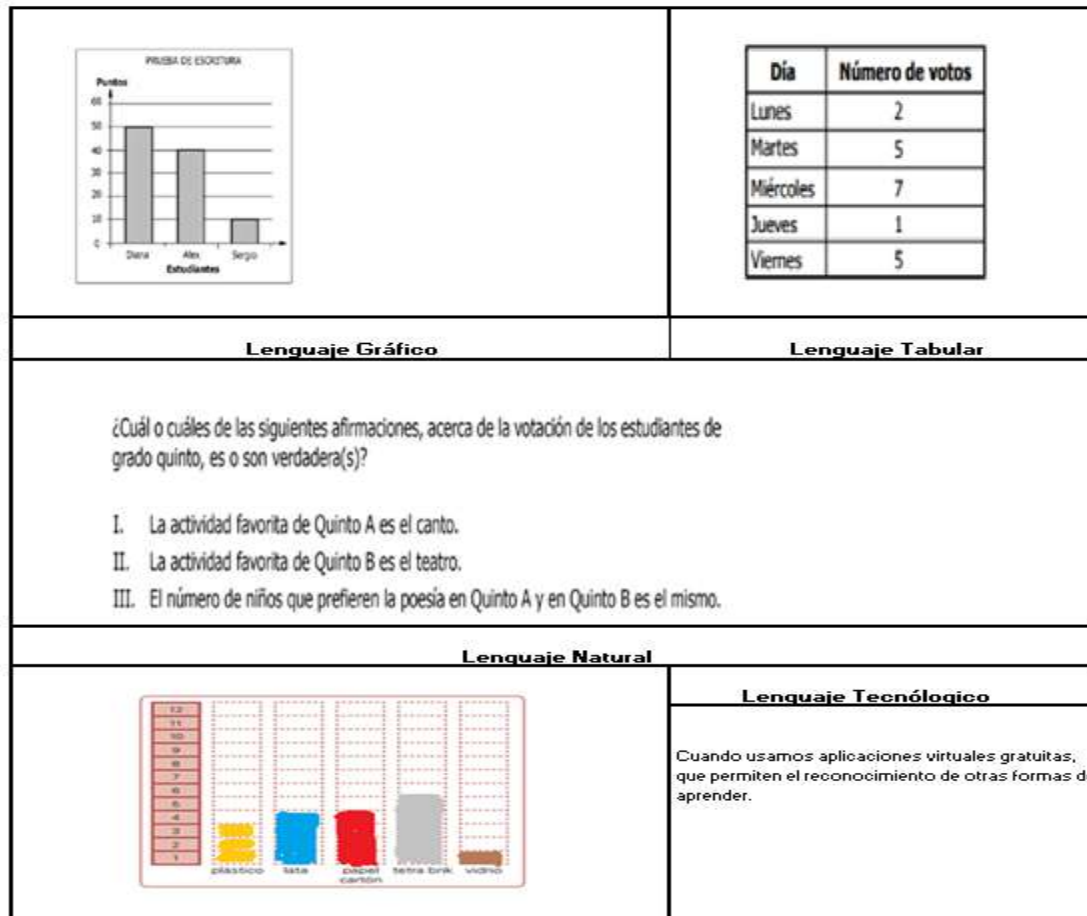 PRUEBA DE ESCRITURA
Puntos
60
50
40
30
20
10
0
Diana Alex Sergio
Estudiantes
Día Número de votos
Lunes 2
Martes 5
Miércoles 7
Jueves 1
Viernes 5
Lenguaje Gráfico
Lenguaje Tabular
¿Cuál o cuáles de las siguientes afirmaciones, acerca de la votación de los estudiantes de
grado quinto, es o son verdadera(s)?
I. La actividad favorita de Quinto A es el canto.
II. La actividad favorita de Quinto B es el teatro.
III. El número de niños que prefieren la poesía en Quinto A y en Quinto B es el mismo.
Lenguaje Natural
12
11
10
9
8
7
6
5
4
3
2
1
plástico lata papel tetra brik vidrio
cartón
Lenguaje Tecnólogico
Cuando usamos aplicaciones virtuales gratuitas,
que permiten el reconocimiento de otras formas d
aprender.